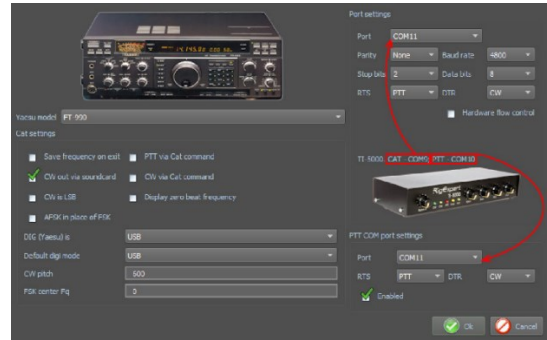 Port settings
Port COM11
Parity None Baud rate 4800
Stop bits 2 Data bits 8
RTS PTT DTR CW
Hardware flow control
Yaesu model FT-990
Cat settings
Save frequency on exit PTT via Cat command
CW out via soundcard CW via Cat command
CW is LSB Display zero beat frequency
AFSK in place of FSK
DIG (Yaesu) is USB
Default digi mode USB
CW pitch 600
FSK center Fq 0
TI-8000 CAT : COM9 PTT : COM10
RigExpert
PTT COM port settings
Port COM11
RTS PTT DTR CW
Enabled
Ok Cancel